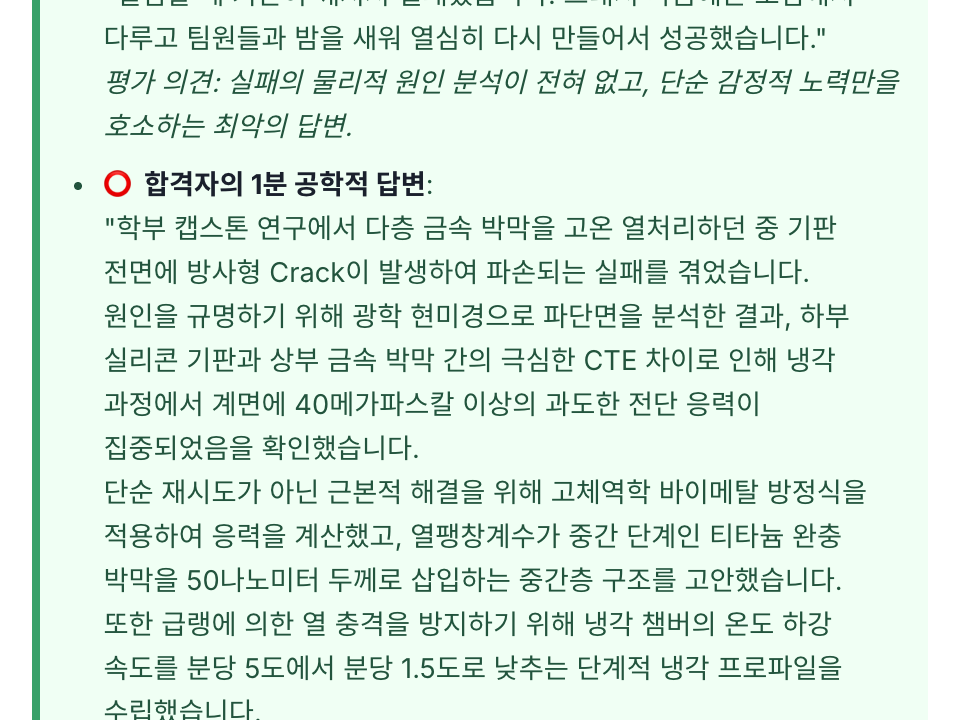 다루고 팀원들과 밤을 새워 열심히 다시 만들어서 성공했습니다."
평가 의견: 실패의 물리적 원인 분석이 전혀 없고, 단순 감정적 노력만을
호소하는 최악의 답변.
• ⭕ 합격자의 1분 공학적 답변:
"학부 캡스톤 연구에서 다층 금속 박막을 고온 열처리하던 중 기판
전면에 방사형 Crack이 발생하여 파손되는 실패를 겪었습니다.
원인을 규명하기 위해 광학 현미경으로 파단면을 분석한 결과, 하부
실리콘 기판과 상부 금속 박막 간의 극심한 CTE 차이로 인해 냉각
과정에서 계면에 40메가파스칼 이상의 과도한 전단 응력이
집중되었음을 확인했습니다.
단순 재시도가 아닌 근본적 해결을 위해 고체역학 바이메탈 방정식을
적용하여 응력을 계산했고, 열팽창계수가 중간 단계인 티타늄 완충
박막을 50나노미터 두께로 삽입하는 중간층 구조를 고안했습니다.
또한 급랭에 의한 열 충격을 방지하기 위해 냉각 챔버의 온도 하강
속도를 분당 5도에서 분당 1.5도로 낮추는 단계적 냉각 프로파일을
수립했습니다.